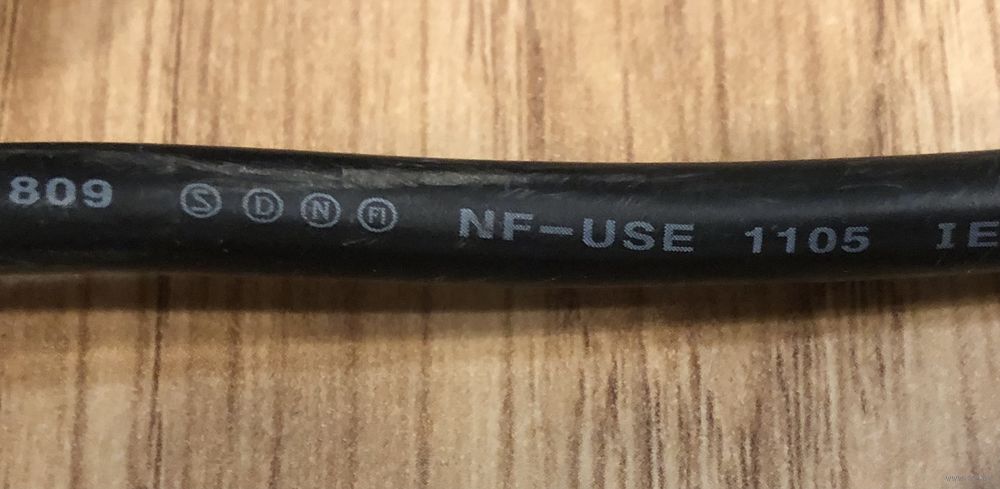 809 Ⓢ Ⓓ Ⓝ FI NF-USE 1105 IE